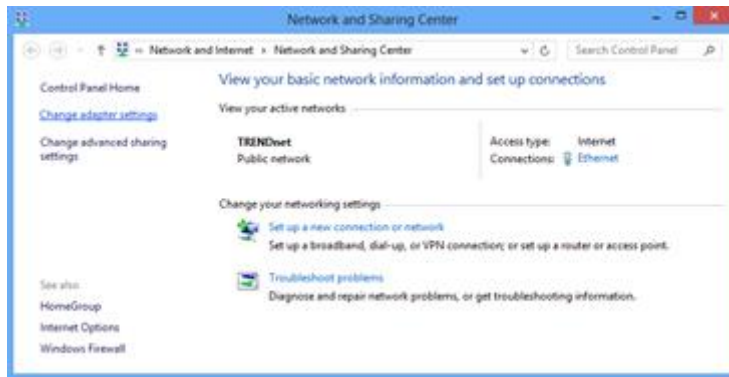 Network and Sharing Center
Network and Internet
Network and Sharing Center
Search Control Panel
Control Panel Home
Change adapter settings
Change advanced sharing
settings
See also
HomeGroup
Internet Options
Windows Firewall
View your basic network information and set up connections
View your active networks
TRENDnet
Public network
Access type: Internet
Connections: Ethernet
Change your networking settings
Set up a new connection or network
Set up a broadband, dial-up, or VPN connection; or set up a router or access point.
Troubleshoot problems
Diagnose and repair network problems, or get troubleshooting information.